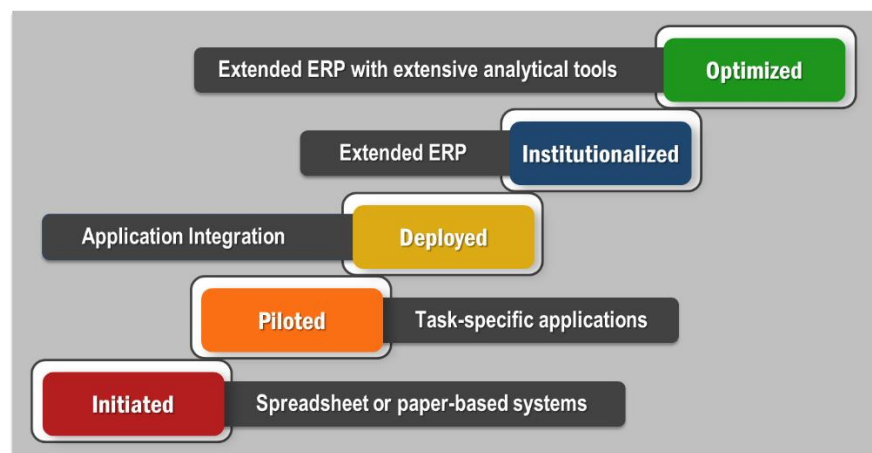 Extended ERP with extensive analytical tools Optimized
Extended ERP Institutionalized
Application Integration Deployed
Piloted Task-specific applications
Initiated Spreadsheet or paper-based systems